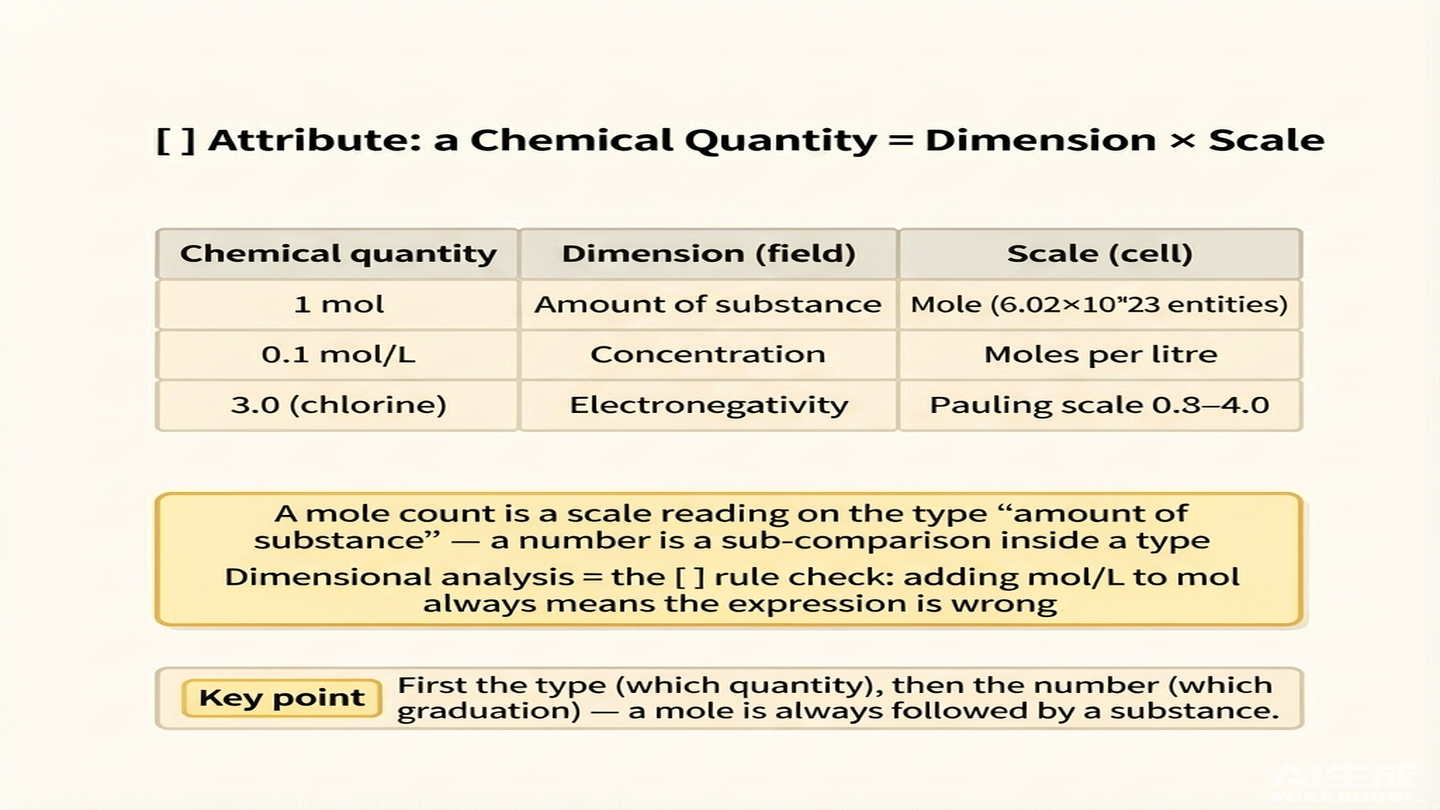 [ ] Attribute: a Chemical Quantity = Dimension × Scale
Chemical quantity Dimension (field) Scale (cell)
1 mol Amount of substance Mole (6.02×10"23 entities)
0.1 mol/L Concentration Moles per litre
3.0 (chlorine) Electronegativity Pauling scale 0.8–4.0
A mole count is a scale reading on the type “amount of
substance” — a number is a sub-comparison inside a type
Dimensional analysis = the [ ] rule check: adding mol/L to mol
always means the expression is wrong
Key point First the type (which quantity), then the number (which
graduation) — a mole is always followed by a substance.
AI生成